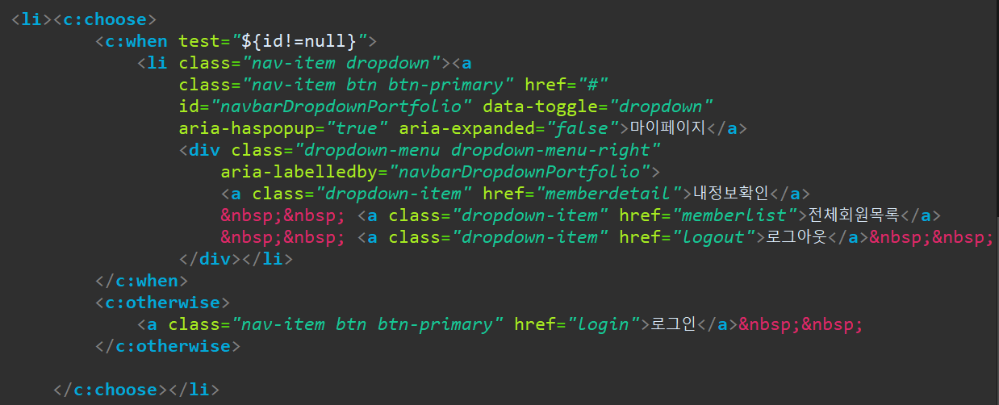 <li><c:choose>
<c:when test="${id!=null}">
<li class="nav-item dropdown"><a
class="nav-item btn btn-primary" href="#"
id="navbarDropdownPortfolio" data-toggle="dropdown"
aria-haspopup="true" aria-expanded="false">마이페이지</a>
<div class="dropdown-menu dropdown-menu-right"
aria-labelledby="navbarDropdownPortfolio">
<a class="dropdown-item" href="memberdetail">내정보확인</a>
&nbsp;&nbsp; <a class="dropdown-item" href="memberlist">전체회원목록</a>
&nbsp;&nbsp; <a class="dropdown-item" href="logout">로그아웃</a>&nbsp;&nbsp;
</div></li>
</c:when>
<c:otherwise>
<a class="nav-item btn btn-primary" href="login">로그인</a>&nbsp;&nbsp;
</c:otherwise>
</c:choose></li>